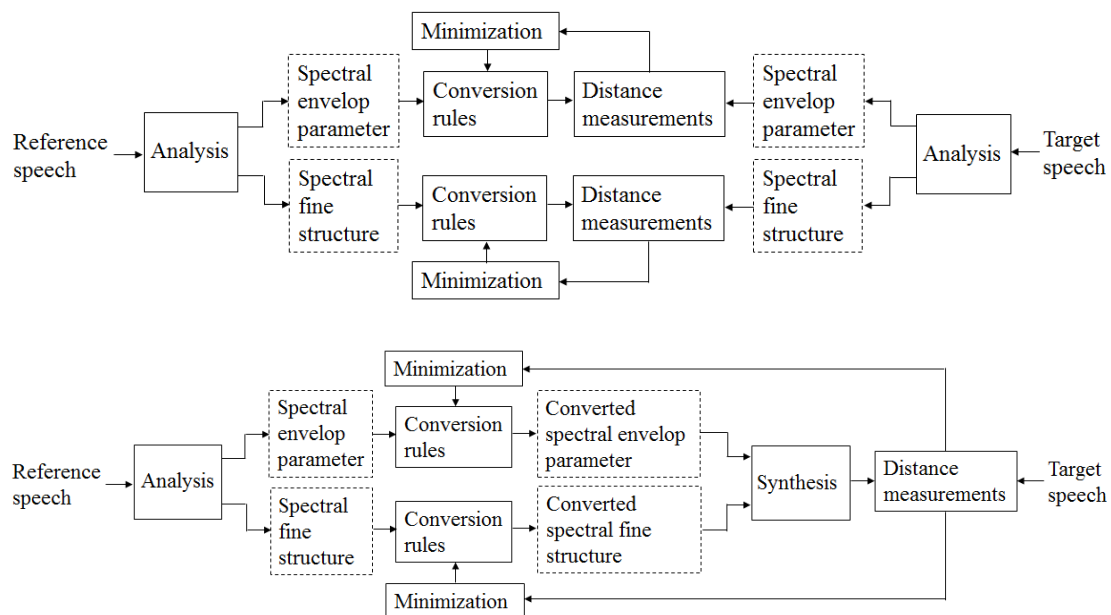 Minimization
Spectral
envelop
parameter
Conversion
rules
Distance
measurements
Spectral
envelop
parameter
Reference
speech
Analysis
Analysis
Target
speech
Spectral
fine
structure
Conversion
rules
Distance
measurements
Spectral
fine
structure
Minimization
Minimization
Spectral
envelop
parameter
Conversion
rules
Converted
spectral envelop
parameter
Reference
speech
Analysis
Synthesis
Distance
measurements
Target
speech
Spectral
fine
structure
Conversion
rules
Converted
spectral fine
structure
Minimization